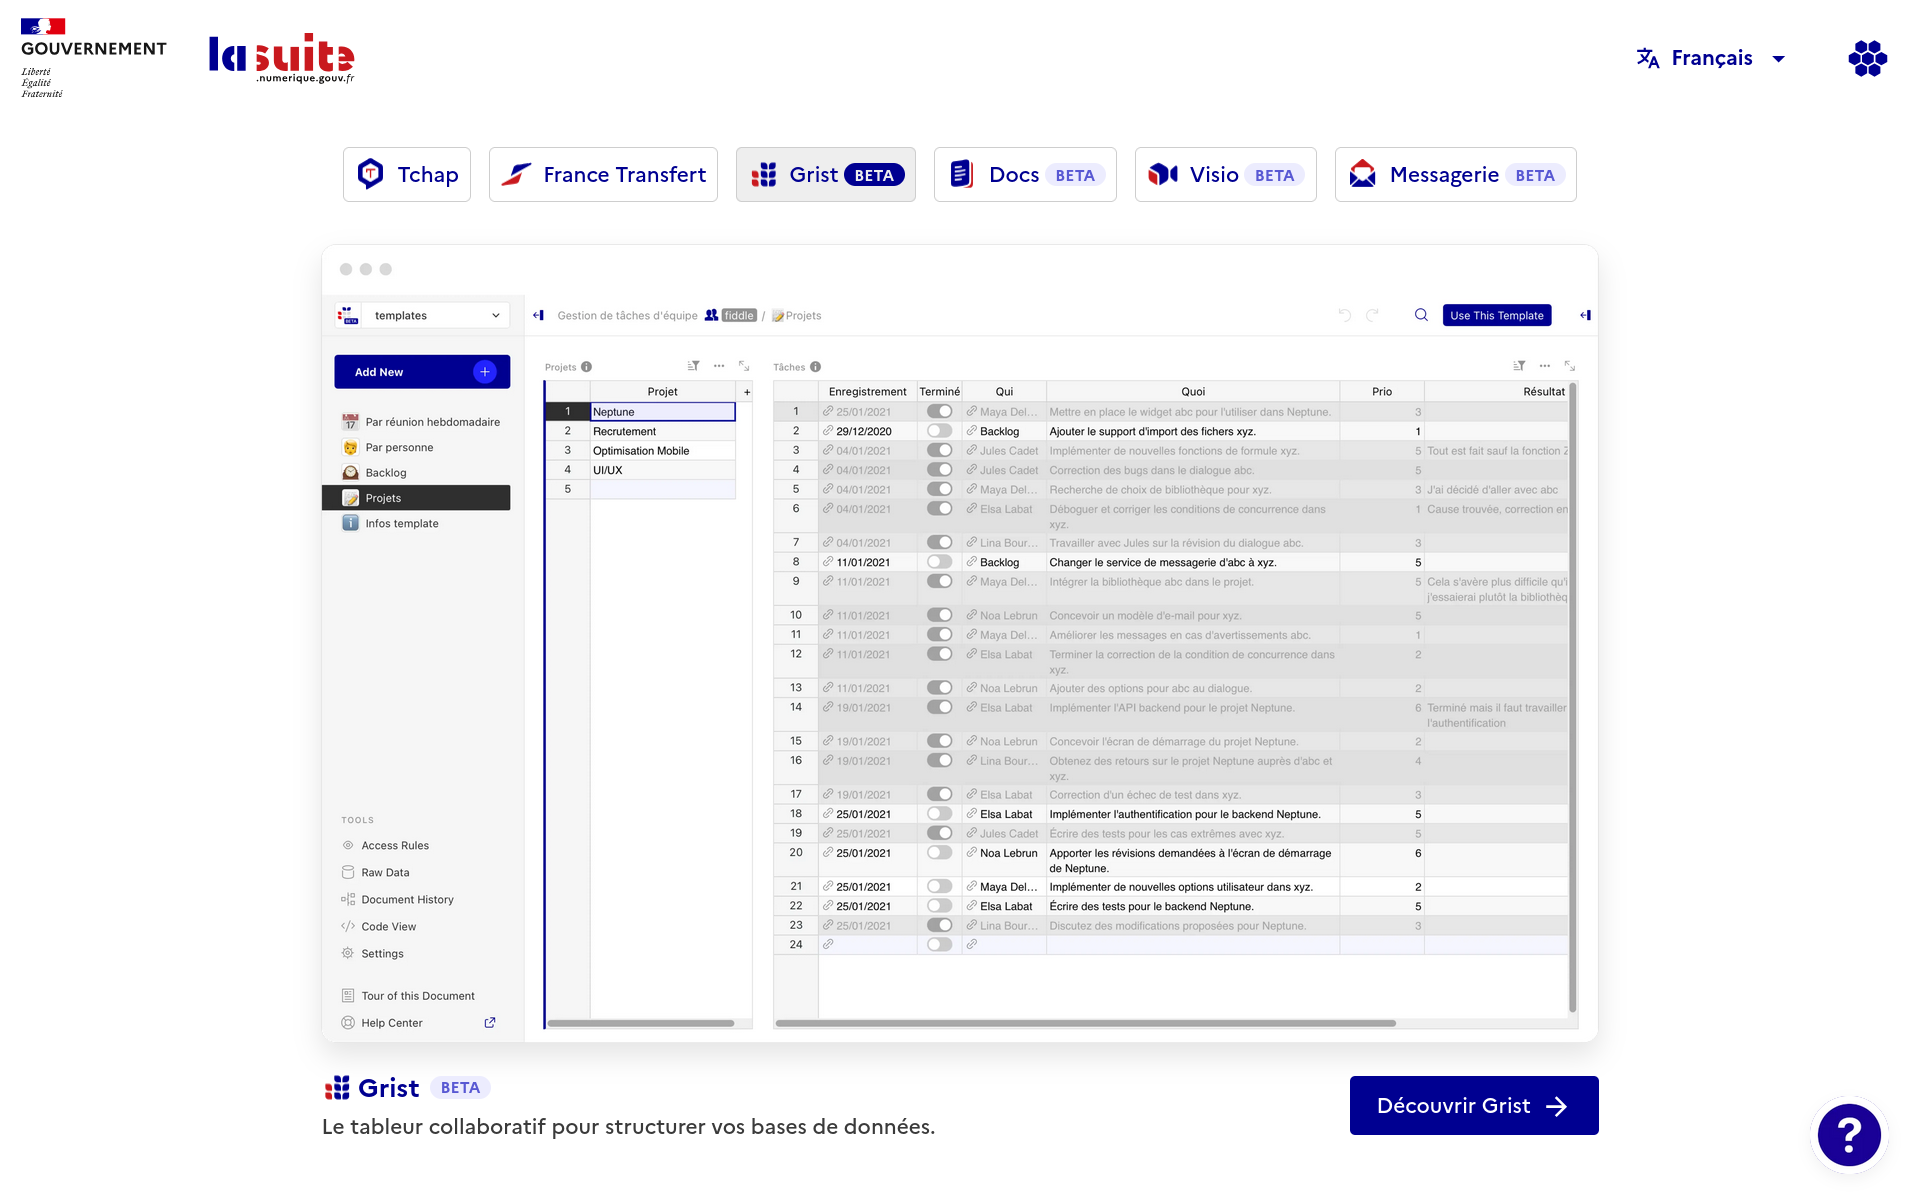 GOUVERNEMENT
Liberté
Égalité
Fraternité
la suite
.numerique.gouv.fr
Français
Tchap
France Transfert
Grist BETA
Docs BETA
Visio BETA
Messagerie BETA
templates
Gestion de tâches d'équipe fiddle / Projets
Use This Template
Add New
Par réunion hebdomadaire
Par personne
Backlog
Projets
Infos template
TOOLS
Access Rules
Raw Data
Document History
Code View
Settings
Tour of this Document
Help Center
Projets
Projet +
1 Neptune
2 Recrutement
3 Optimisation Mobile
4 UI/UX
5
Tâches
Enregistrement Terminé Qui Quoi Prio Résultat
1 25/01/2021 Maya Del... Mettre en place le widget abc pour l'utiliser dans Neptune. 3
2 29/12/2020 Backlog Ajouter le support d'import des fichiers xyz. 1
3 04/01/2021 Jules Cadet Implémenter de nouvelles fonctions de formule xyz. 5 Tout est fait sauf la fonction
4 04/01/2021 Jules Cadet Correction des bugs dans le dialogue abc. 5
5 04/01/2021 Maya Del... Recherche de choix de bibliothèque pour xyz. 3 J'ai décidé d'aller avec abc
6 04/01/2021 Elsa Labat Déboguer et corriger les conditions de concurrence dans 1 Cause trouvée, correction en
xyz.
7 04/01/2021 Lina Bour... Travailler avec Jules sur la révision du dialogue abc. 3
8 11/01/2021 Backlog Changer le service de messagerie d'abc à xyz. 5
9 11/01/2021 Maya Del... Intégrer la bibliothèque abc dans le projet. 5 Cela s'avère plus difficile qu'i
j'essaierai plutôt la bibliothèq
10 11/01/2021 Noa Lebrun Concevoir un modèle d'e-mail pour xyz. 5
11 11/01/2021 Maya Del... Améliorer les messages en cas d'avertissements abc. 1
12 11/01/2021 Elsa Labat Terminer la correction de la condition de concurrence dans 2
xyz.
13 11/01/2021 Noa Lebrun Ajouter des options pour abc au dialogue. 2
14 19/01/2021 Elsa Labat Implémenter l'API backend pour le projet Neptune. 6 Terminé mais il faut travailler
l'authentification
15 19/01/2021 Noa Lebrun Concevoir l'écran de démarrage du projet Neptune. 2
16 19/01/2021 Lina Bour... Obtenez des retours sur le projet Neptune auprès d'abc et 4
xyz.
17 19/01/2021 Elsa Labat Correction d'un échec de test dans xyz. 3
18 25/01/2021 Elsa Labat Implémenter l'authentification pour le backend Neptune. 5
19 25/01/2021 Jules Cadet Écrire des tests pour les cas extrêmes avec xyz. 5
20 25/01/2021 Noa Lebrun Apporter les révisions demandées à l'écran de démarrage 6
de Neptune.
21 25/01/2021 Maya Del... Implémenter de nouvelles options utilisateur dans xyz. 2
22 25/01/2021 Elsa Labat Écrire des tests pour le backend Neptune. 5
23 25/01/2021 Lina Bour... Discutez des modifications proposées pour Neptune. 3
24
Grist BETA
Le tableur collaboratif pour structurer vos bases de données.
Découvrir Grist
?